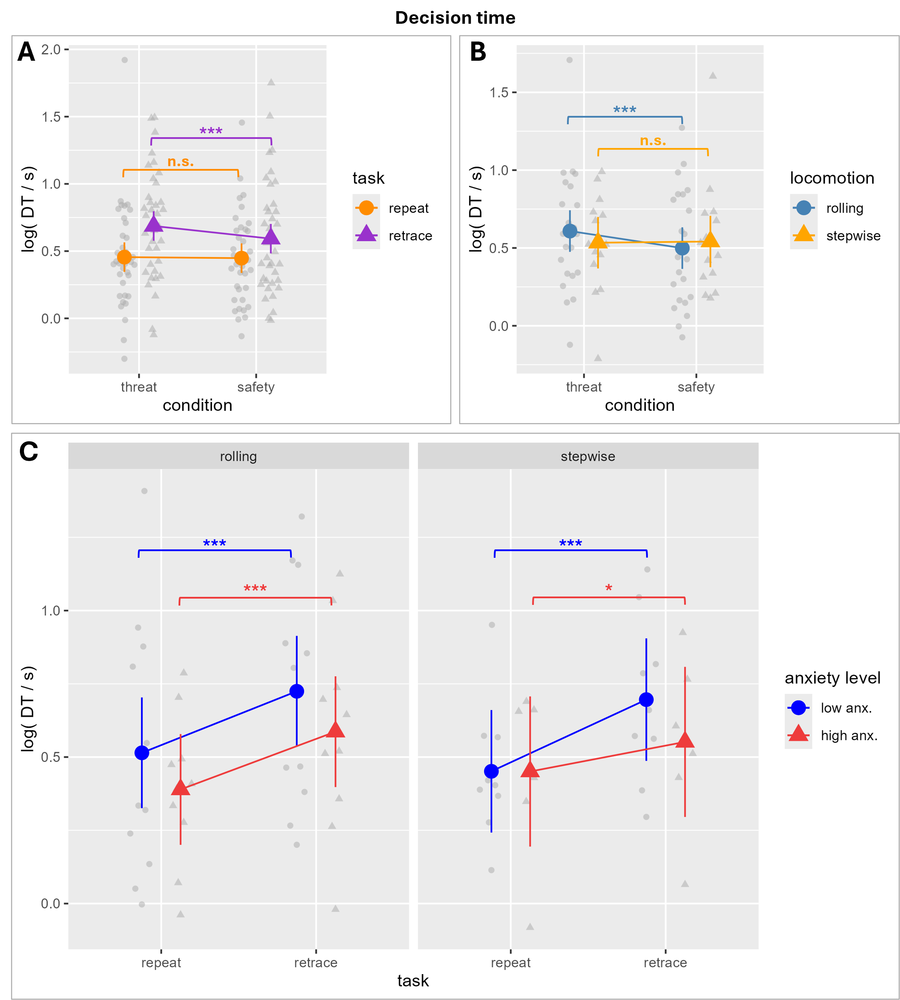 Decision time
A
2.0
1.5
1.0
0.5
0.0
log( DT / s)
***
n.s.
threat
safety
condition
task
repeat
retrace
B
1.5
1.0
0.5
0.0
log( DT / s)
***
n.s.
threat
safety
condition
locomotion
rolling
stepwise
C
rolling
stepwise
1.0
0.5
0.0
log( DT / s)
***
***
***
*
repeat
retrace
repeat
retrace
task
anxiety level
low anx.
high anx.